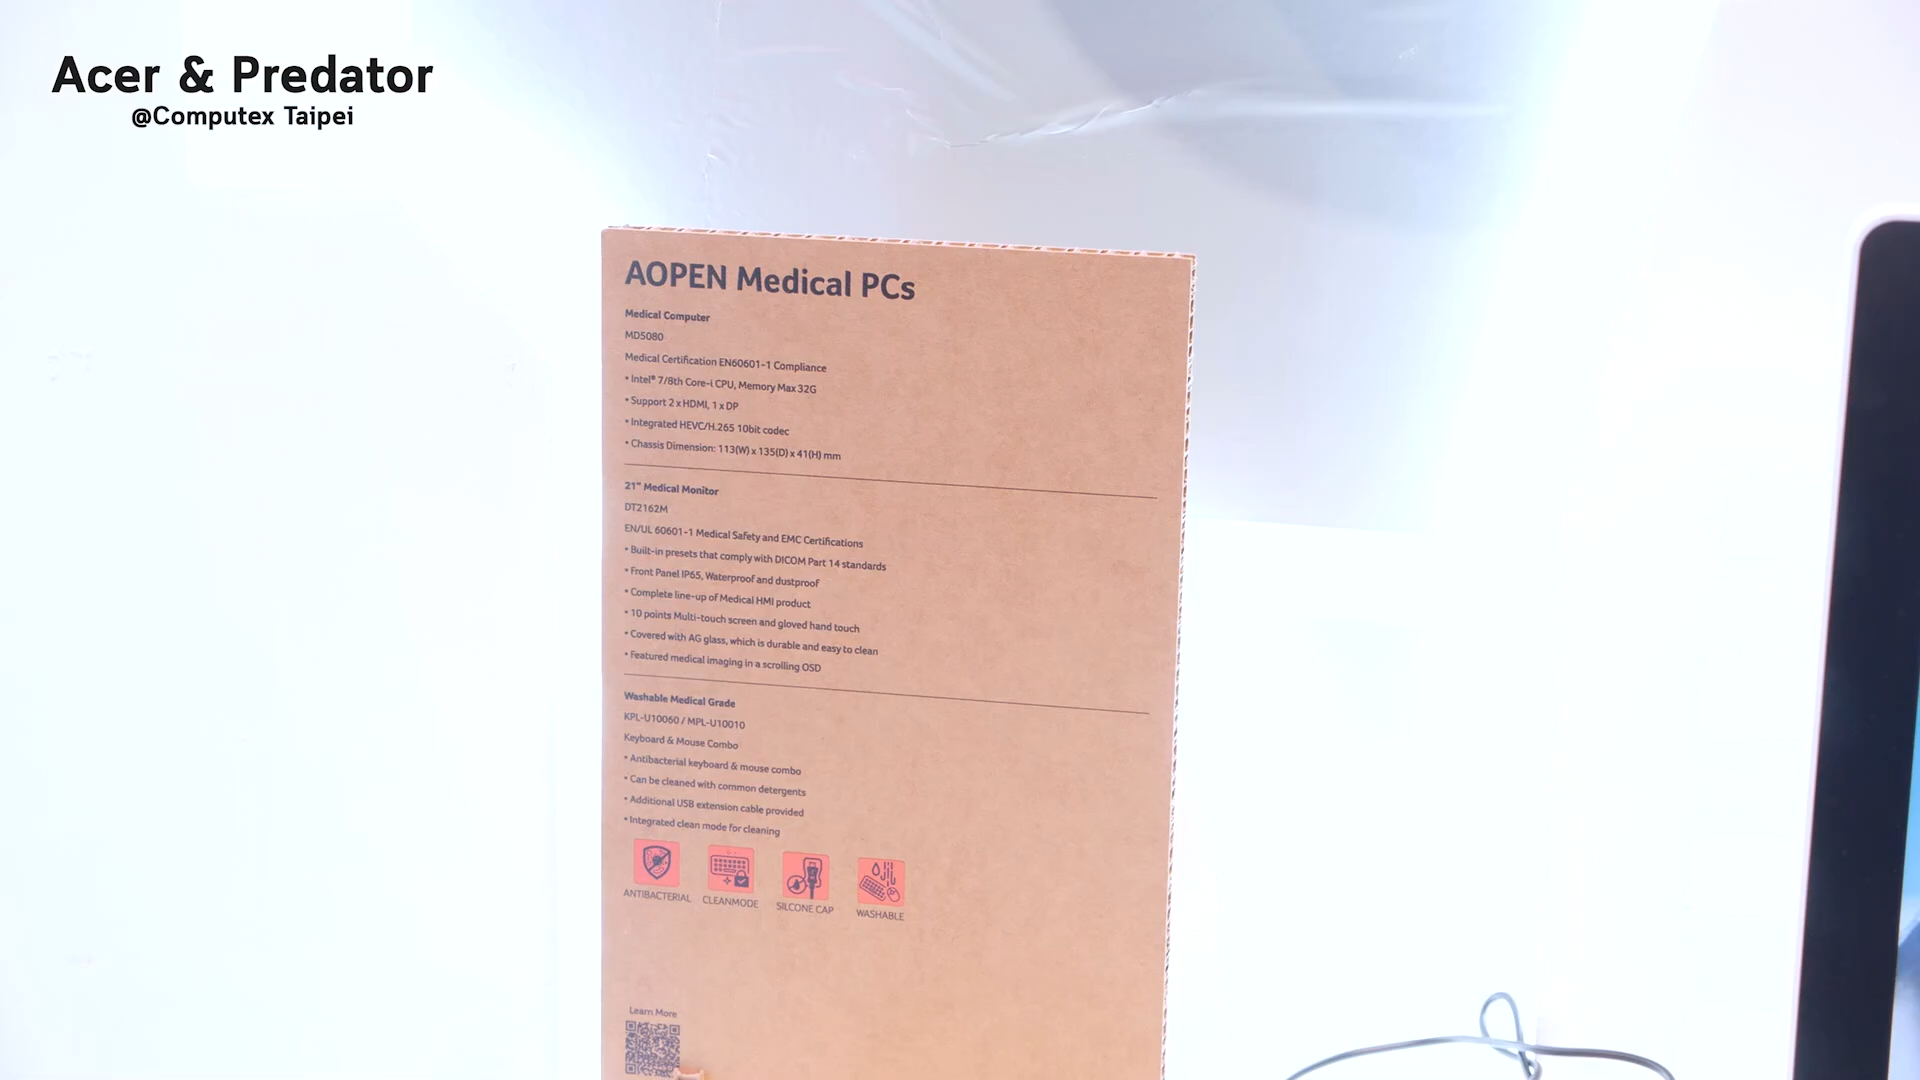 Acer & Predator
@Computex Taipei
AOPEN Medical PCs
Medical Computer
MD5080
Medical Certification EN60601-1 Compliance
• Intel® 7/8th Core-i CPU, Memory Max 32G
• Support 2 x HDMI, 1 x DP
• Integrated HEVC/H.265 10bit codec
• Chassis Dimension: 113(W) x 135(D) x 41(H) mm
21" Medical Monitor
DT2162M
EN/UL 60601-1 Medical Safety and EMC Certifications
• Built-in presets that comply with DICOM Part 14 standards
• Front Panel IP65, Waterproof and dustproof
• Complete line-up of Medical HMI product
• 10 points Multi-touch screen and gloved hand touch
• Covered with AG glass, which is durable and easy to clean
• Featured medical imaging in a scrolling OSD
Washable Medical Grade
KPL-U10060 / MPL-U10010
Keyboard & Mouse Combo
• Antibacterial keyboard & mouse combo
• Can be cleaned with common detergents
• Additional USB extension cable provided
• Integrated clean mode for cleaning
ANTIBACTERIAL CLEANMODE SILCONE CAP WASHABLE
Learn More